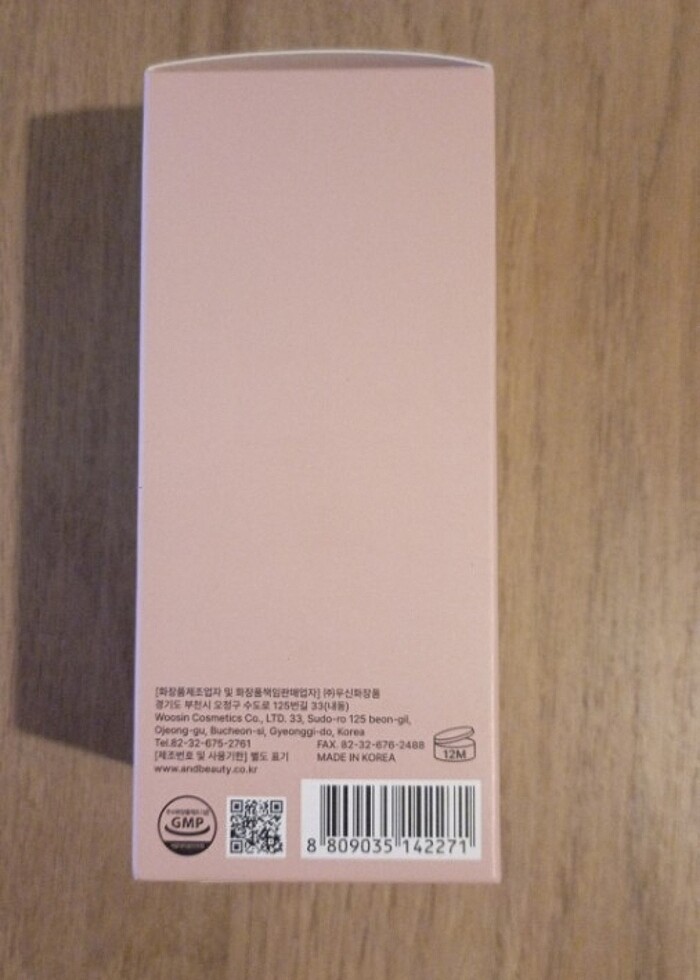 [화장품제조업자 및 화장품책임판매업자] ㈜우신화장품
경기도 부천시 오정구 수도로 125번길 33(내동)
Woosin Cosmetics Co., LTD. 33, Sudo-ro 125 beon-gil,
Ojeong-gu, Bucheon-si, Gyeonggi-do, Korea
Tel.82-32-675-2761 FAX. 82-32-676-2488
[제조번호 및 사용기한] 별도 표기 MADE IN KOREA
12M
www.andbeauty.co.kr
GMP
8 809035 142271